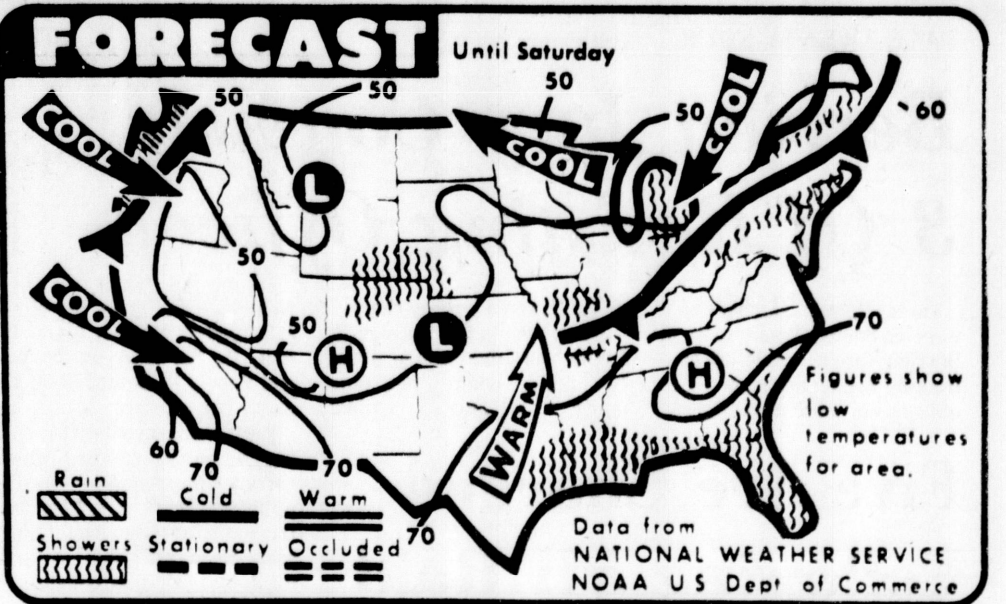 FORECAST
Until Saturday
50
50
50
50
60
COOL
COOL
COOL
L
50
COOL
50
L
H
H
70
WARM
Figures show
low
temperatures
for area.
60
70
70
70
Rain
Cold
Warm
Showers
Stationary
Occluded
Data from
NATIONAL WEATHER SERVICE
NOAA US Dept of Commerce